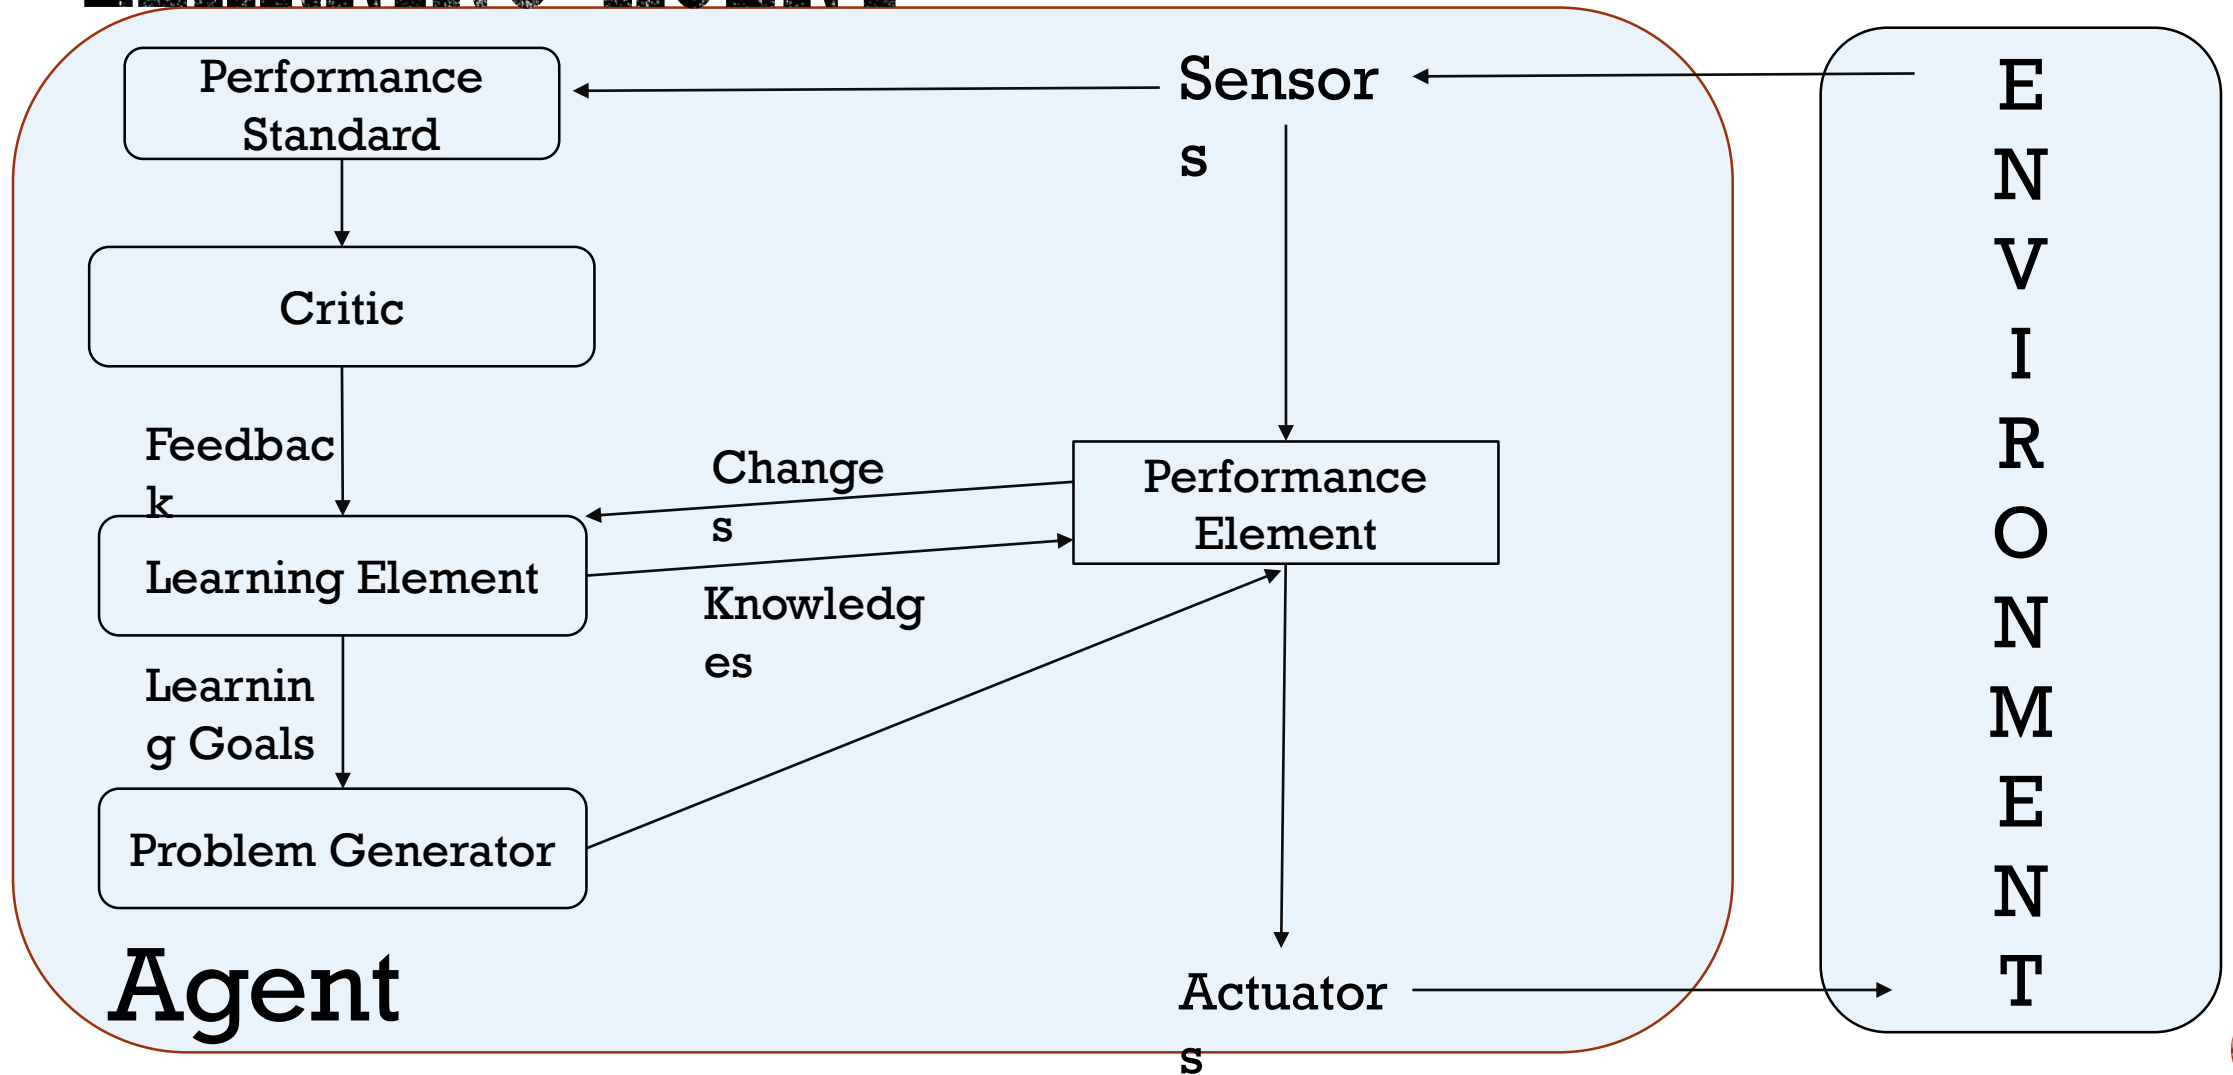 Performance
Standard
Sensor
s
Critic
Feedbac
k
Change
s
Performance
Element
Learning Element
Knowledg
es
Learnin
g Goals
Problem Generator
Agent
Actuator
s
E
N
V
I
R
O
N
M
E
N
T